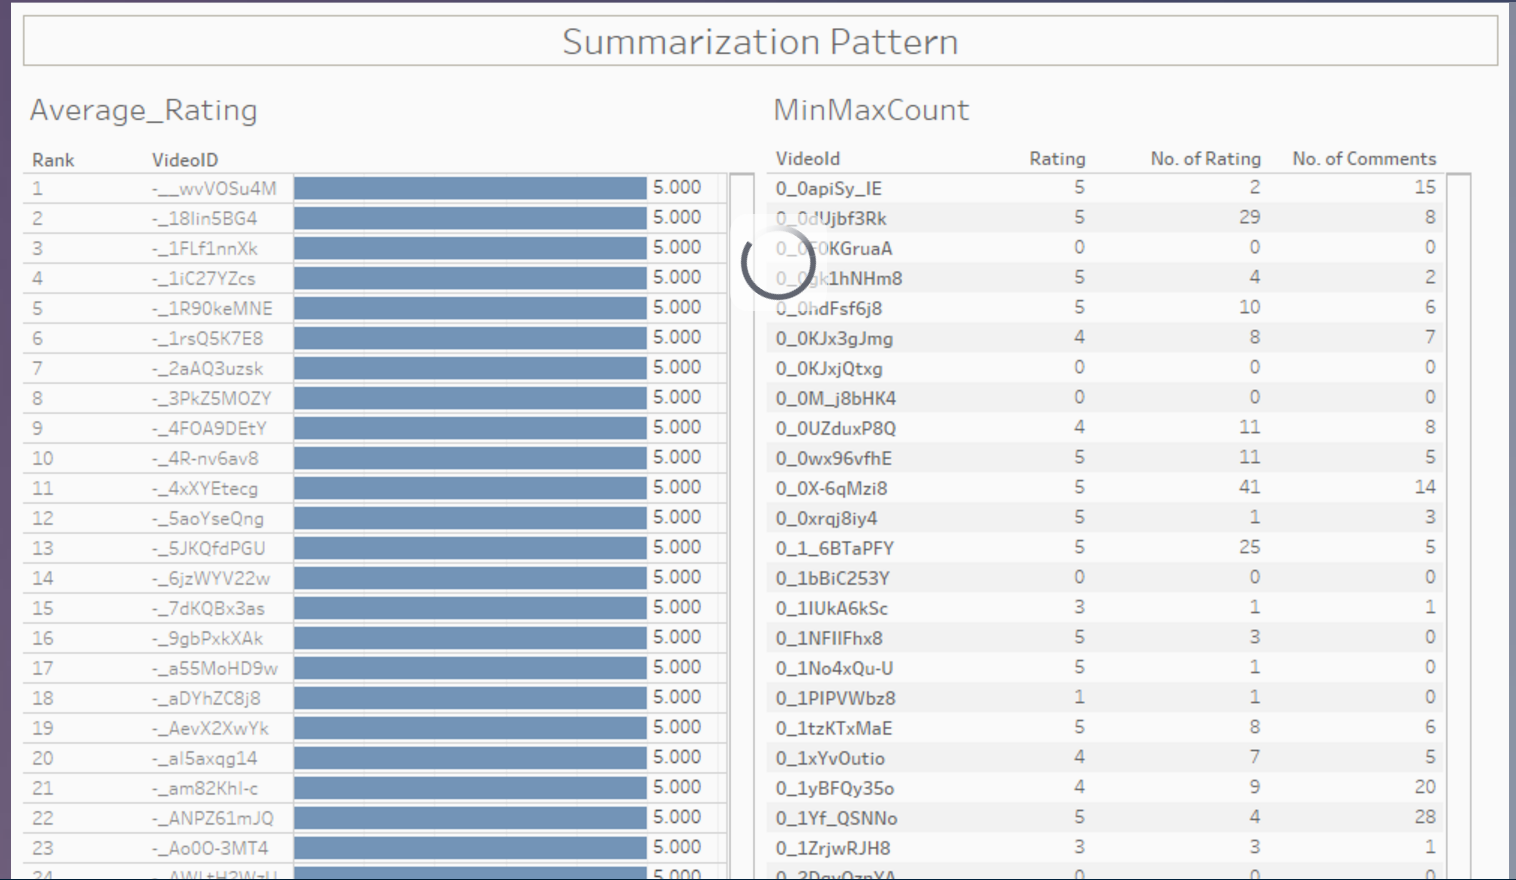 Summarization Pattern
Average_Rating
Rank VideoID
1 -__wvVOSu4M 5.000
2 -_18lin5BG4 5.000
3 -_1FLf1nnXk 5.000
4 -_1iC27YZcs 5.000
5 -_1R90keMNE 5.000
6 -_1rsQ5K7E8 5.000
7 -_2aAQ3uzsk 5.000
8 -_3PkZ5MOZY 5.000
9 -_4FOA9DEtY 5.000
10 -_4R-nv6av8 5.000
11 -_4xXYEtecg 5.000
12 -_5aoYseQng 5.000
13 -_5JKQfdPGU 5.000
14 -_6jzWYV22w 5.000
15 -_7dKQBx3as 5.000
16 -_9gbPxkXAk 5.000
17 -_a55MoHD9w 5.000
18 -_aDYhZC8j8 5.000
19 -_AevX2XwYk 5.000
20 -_al5axqg14 5.000
21 -_am82Khl-c 5.000
22 -_ANPZ61mJQ 5.000
23 -_Ao0O-3MT4 5.000
5.000
MinMaxCount
VideoId Rating No. of Rating No. of Comments
0_0apiSy_IE 5 2 15
0_0dUjbf3Rk 5 29 8
0_0F0KGruaA 0 0 0
0_0gk1hNHm8 5 4 2
0_0hdFsf6j8 5 10 6
0_0KJx3gJmg 4 8 7
0_0KJxjQtxg 0 0 0
0_0M_j8bHK4 0 0 0
0_0UZduxP8Q 4 11 8
0_0wx96vfhE 5 11 5
0_0X-6qMzi8 5 41 14
0_0xrqj8iy4 5 1 3
0_1_6BTaPFY 5 25 5
0_1bBiC253Y 0 0 0
0_1IUkA6kSc 3 1 1
0_1NFIIFhx8 5 3 0
0_1No4xQu-U 5 1 0
0_1PIPVWbz8 1 1 0
0_1tzKTxMaE 5 8 6
0_1xYvOutio 4 7 5
0_1yBFQy35o 4 9 20
0_1Yf_QSNNo 5 4 28
0_1ZrjwRJH8 3 3 1
0 0 0